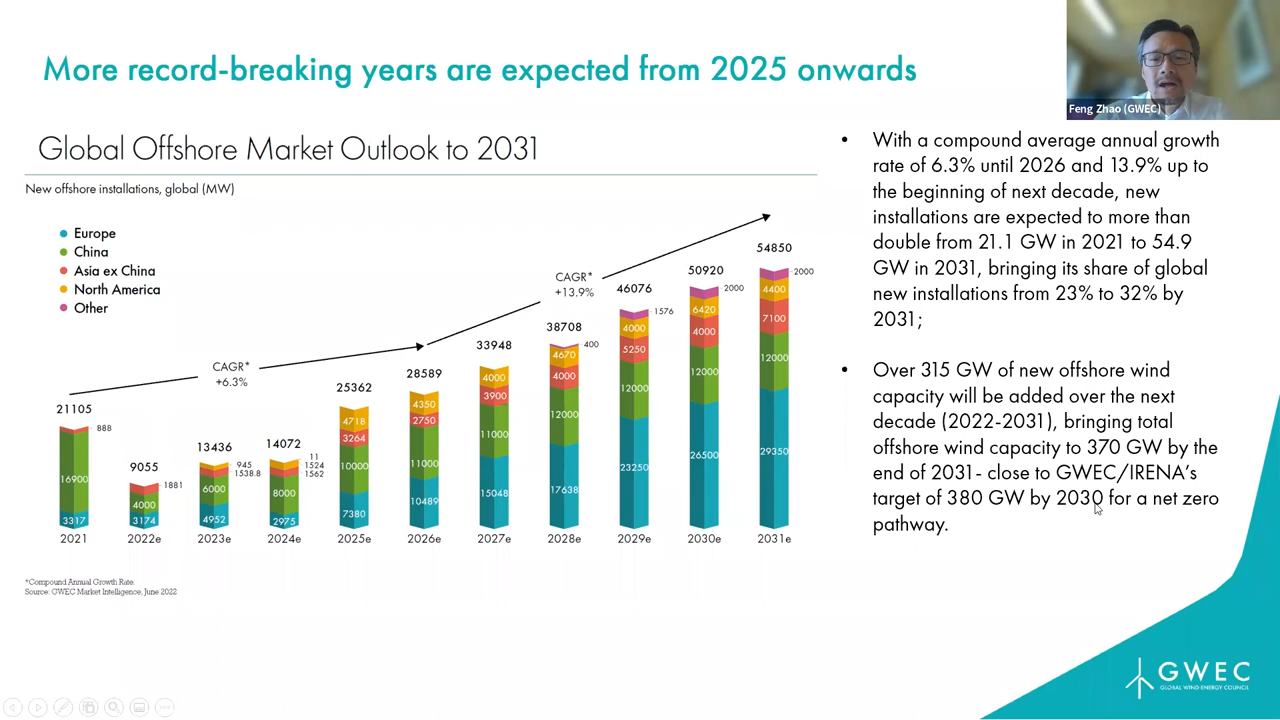 More record-breaking years are expected from 2025 onwards
Feng Zhao (GWEC)
Global Offshore Market Outlook to 2031
New offshore installations, global (MW)
Europe
China
Asia ex China
North America
Other
CAGR*
+6.3%
CAGR*
+13.9%
21105
888
16900
3317
2021
9055
1881
4000
3174
2022e
13436
945
1538.8
6000
4952
2023e
14072
11
1524
1562
8000
2975
2024e
25362
4718
3264
10000
7380
2025e
28589
4350
2750
11000
10489
2026e
33948
4000
3900
11000
15048
2027e
38708
400
4670
4000
12000
17638
2028e
46076
1576
4000
5250
12000
23250
2029e
50920
2000
6420
4000
12000
26500
2030e
54850
2000
4400
7100
12000
29350
2031e
*Compound Annual Growth Rate.
Source: GWEC Market Intelligence, June 2022
• With a compound average annual growth
rate of 6.3% until 2026 and 13.9% up to
the beginning of next decade, new
installations are expected to more than
double from 21.1 GW in 2021 to 54.9
GW in 2031, bringing its share of global
new installations from 23% to 32% by
2031;
• Over 315 GW of new offshore wind
capacity will be added over the next
decade (2022-2031), bringing total
offshore wind capacity to 370 GW by the
end of 2031- close to GWEC/IRENA's
target of 380 GW by 2030 for a net zero
pathway.
GWEC
GLOBAL WIND ENERGY COUNCIL